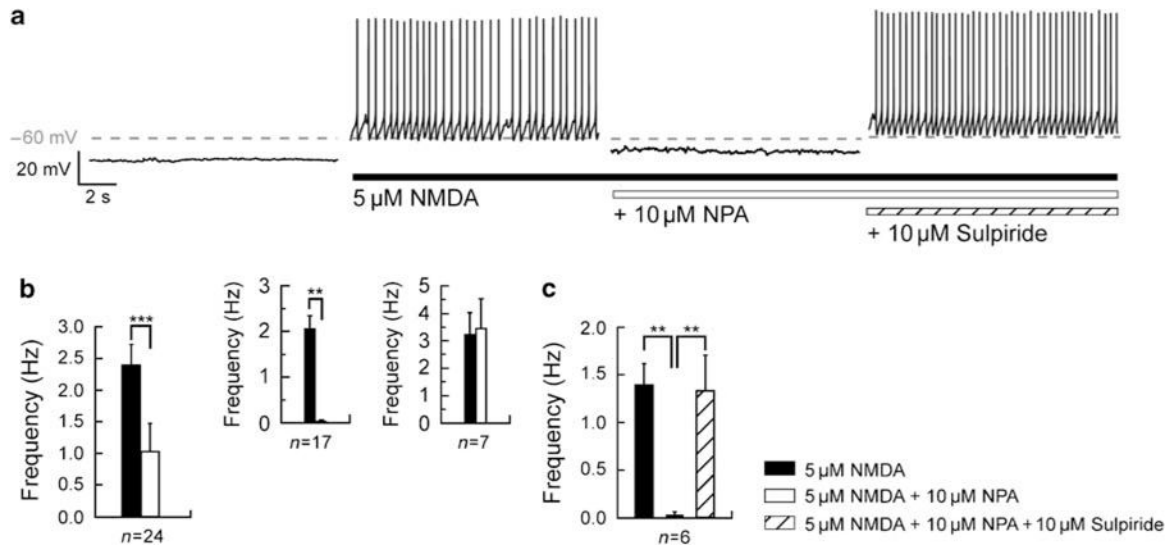 a
−60 mV
20 mV
2 s
5 µM NMDA
+ 10 µM NPA
+ 10 µM Sulpiride
b
Frequency (Hz)
3.0
2.5
2.0
1.5
1.0
0.5
0.0
***
n=24
Frequency (Hz)
3
2
1
0
**
n=17
Frequency (Hz)
5
4
3
2
1
0
n=7
c
Frequency (Hz)
2.0
1.5
1.0
0.5
0.0
** **
n=6
5 µM NMDA
5 µM NMDA + 10 µM NPA
5 µM NMDA + 10 µM NPA + 10 µM Sulpiride